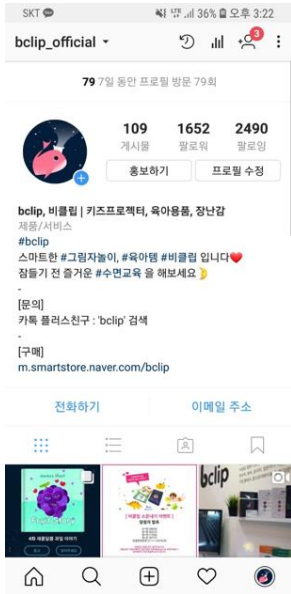 SKT LTE 36% 오후 3:22
bclip_official
3
79 7일 동안 프로필 방문 79회
109 1652 2490
게시물 팔로워 팔로잉
홍보하기 프로필 수정
bclip, 비클립 | 키즈프로젝터, 육아용품, 장난감
제품/서비스
#bclip
스마트한 #그림자놀이, #육아템 #비클립 입니다♥
잠들기 전 즐거운 #수면교육 을 해보세요🌛
-
[문의]
카톡 플러스친구 : 'bclip' 검색
-
[구매]
m.smartstore.naver.com/bclip
전화하기 이메일 주소
Fruit Story
bclip